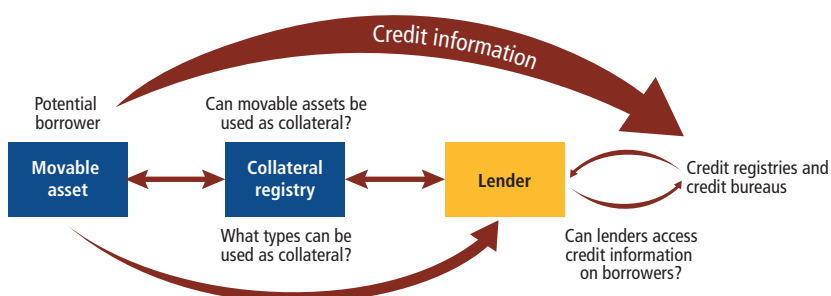 Credit information
Potential
borrower
Can movable assets be
used as collateral?
Movable
asset
Collateral
registry
Lender
Credit registries and
credit bureaus
What types can be
used as collateral?
Can lenders access
credit information
on borrowers?